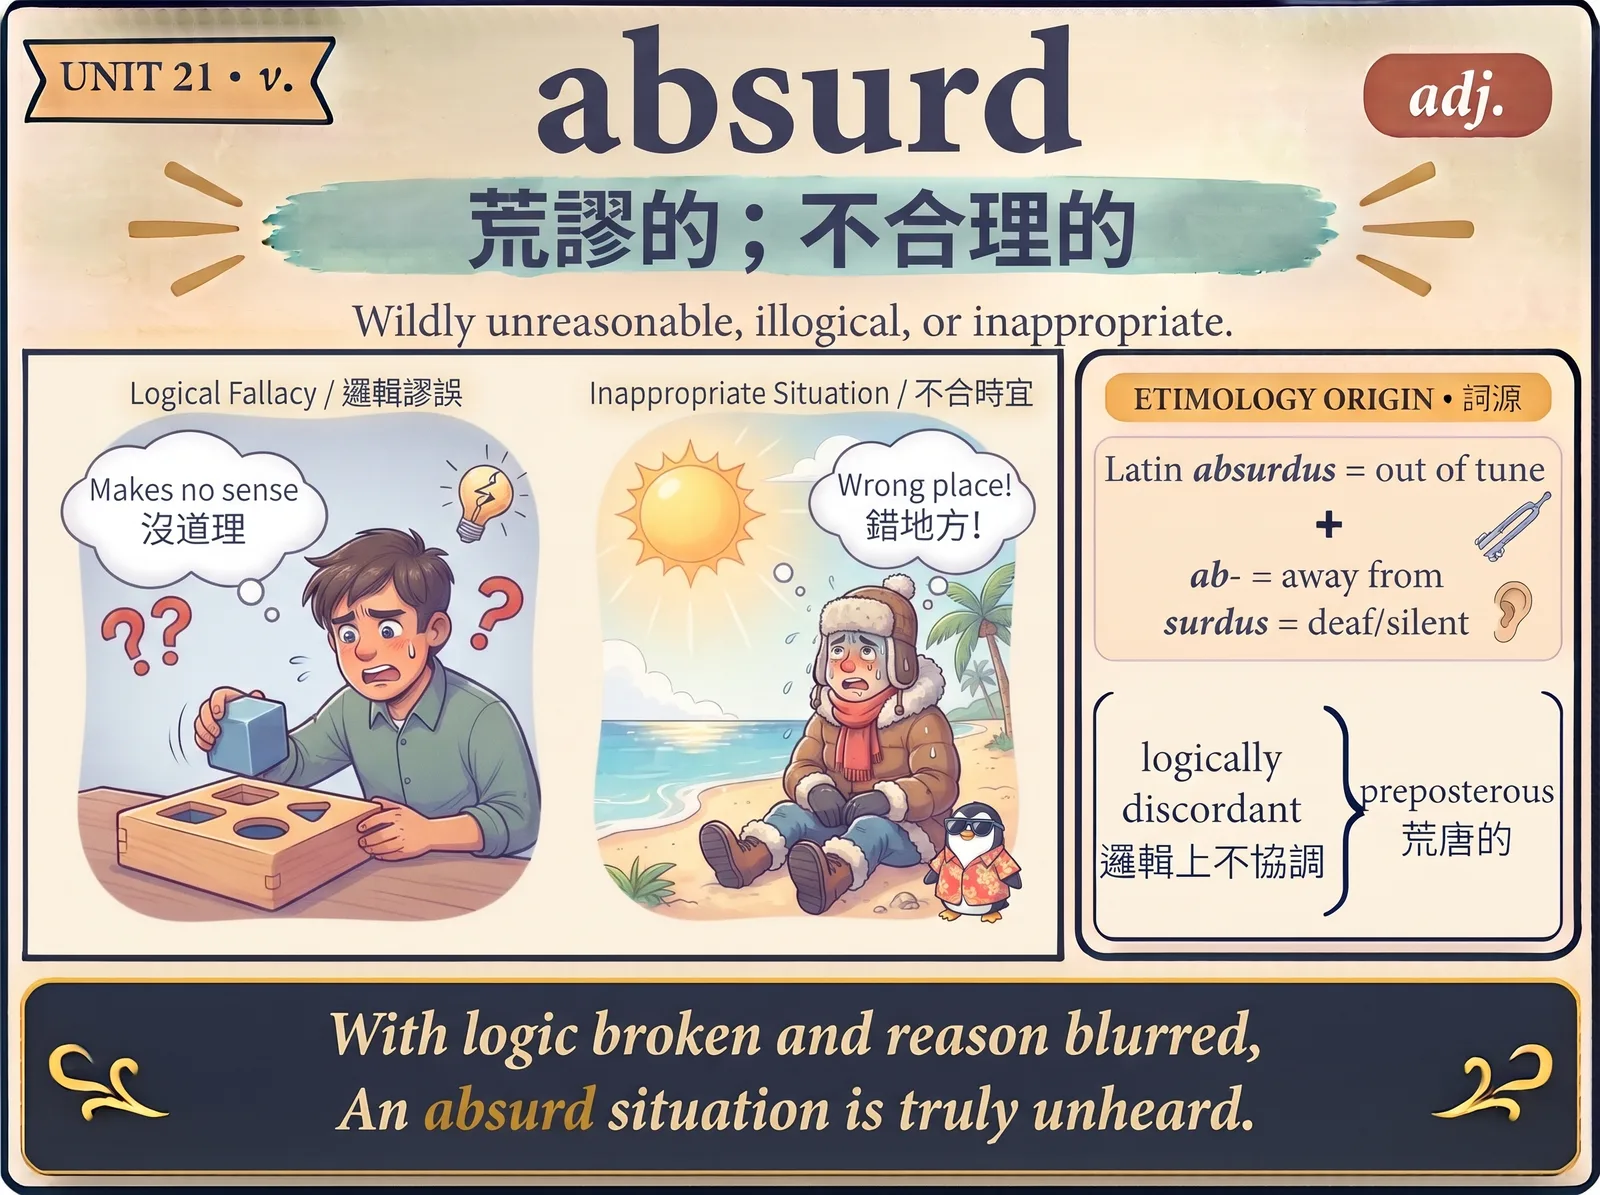 UNIT 21 • v.
absurd
adj.
荒謬的；不合理的
Wildly unreasonable, illogical, or inappropriate.
Logical Fallacy / 邏輯謬誤
Makes no sense
沒道理
??
?
Inappropriate Situation / 不合時宜
Wrong place!
錯地方!
ETIMOLOGY ORIGIN • 詞源
Latin absurdus = out of tune
+
ab- = away from
surdus = deaf/silent
logically
discordant
邏輯上不協調
preposterous
荒唐的
With logic broken and reason blurred,
An absurd situation is truly unheard.